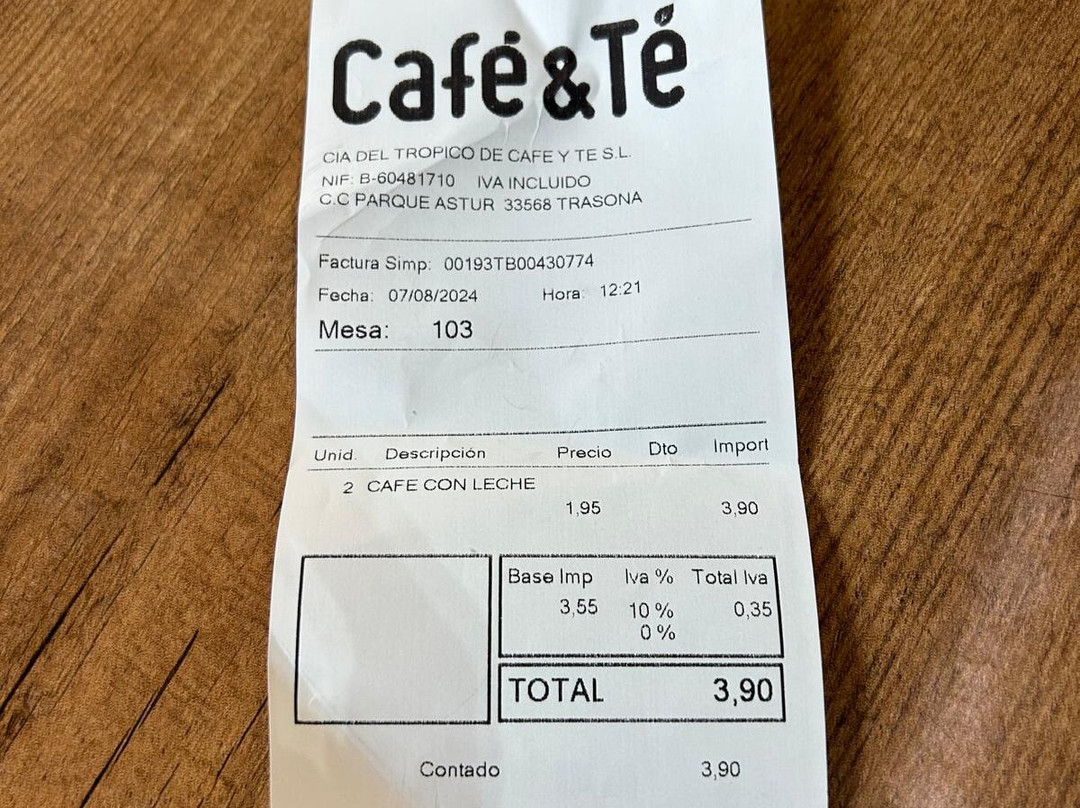 Café&Té
CIA DEL TROPICO DE CAFE Y TE S.L.
NIF: B-60481710 IVA INCLUIDO
C.C PARQUE ASTUR 33568 TRASONA
Factura Simp: 00193TB00430774
Fecha: 07/08/2024 Hora: 12:21
Mesa: 103
Unid. Descripción Precio Dto Import
2 CAFE CON LECHE
1,95 3,90
Base Imp Iva % Total Iva
3,55 10 % 0,35
0 %
TOTAL 3,90
Contado 3,90